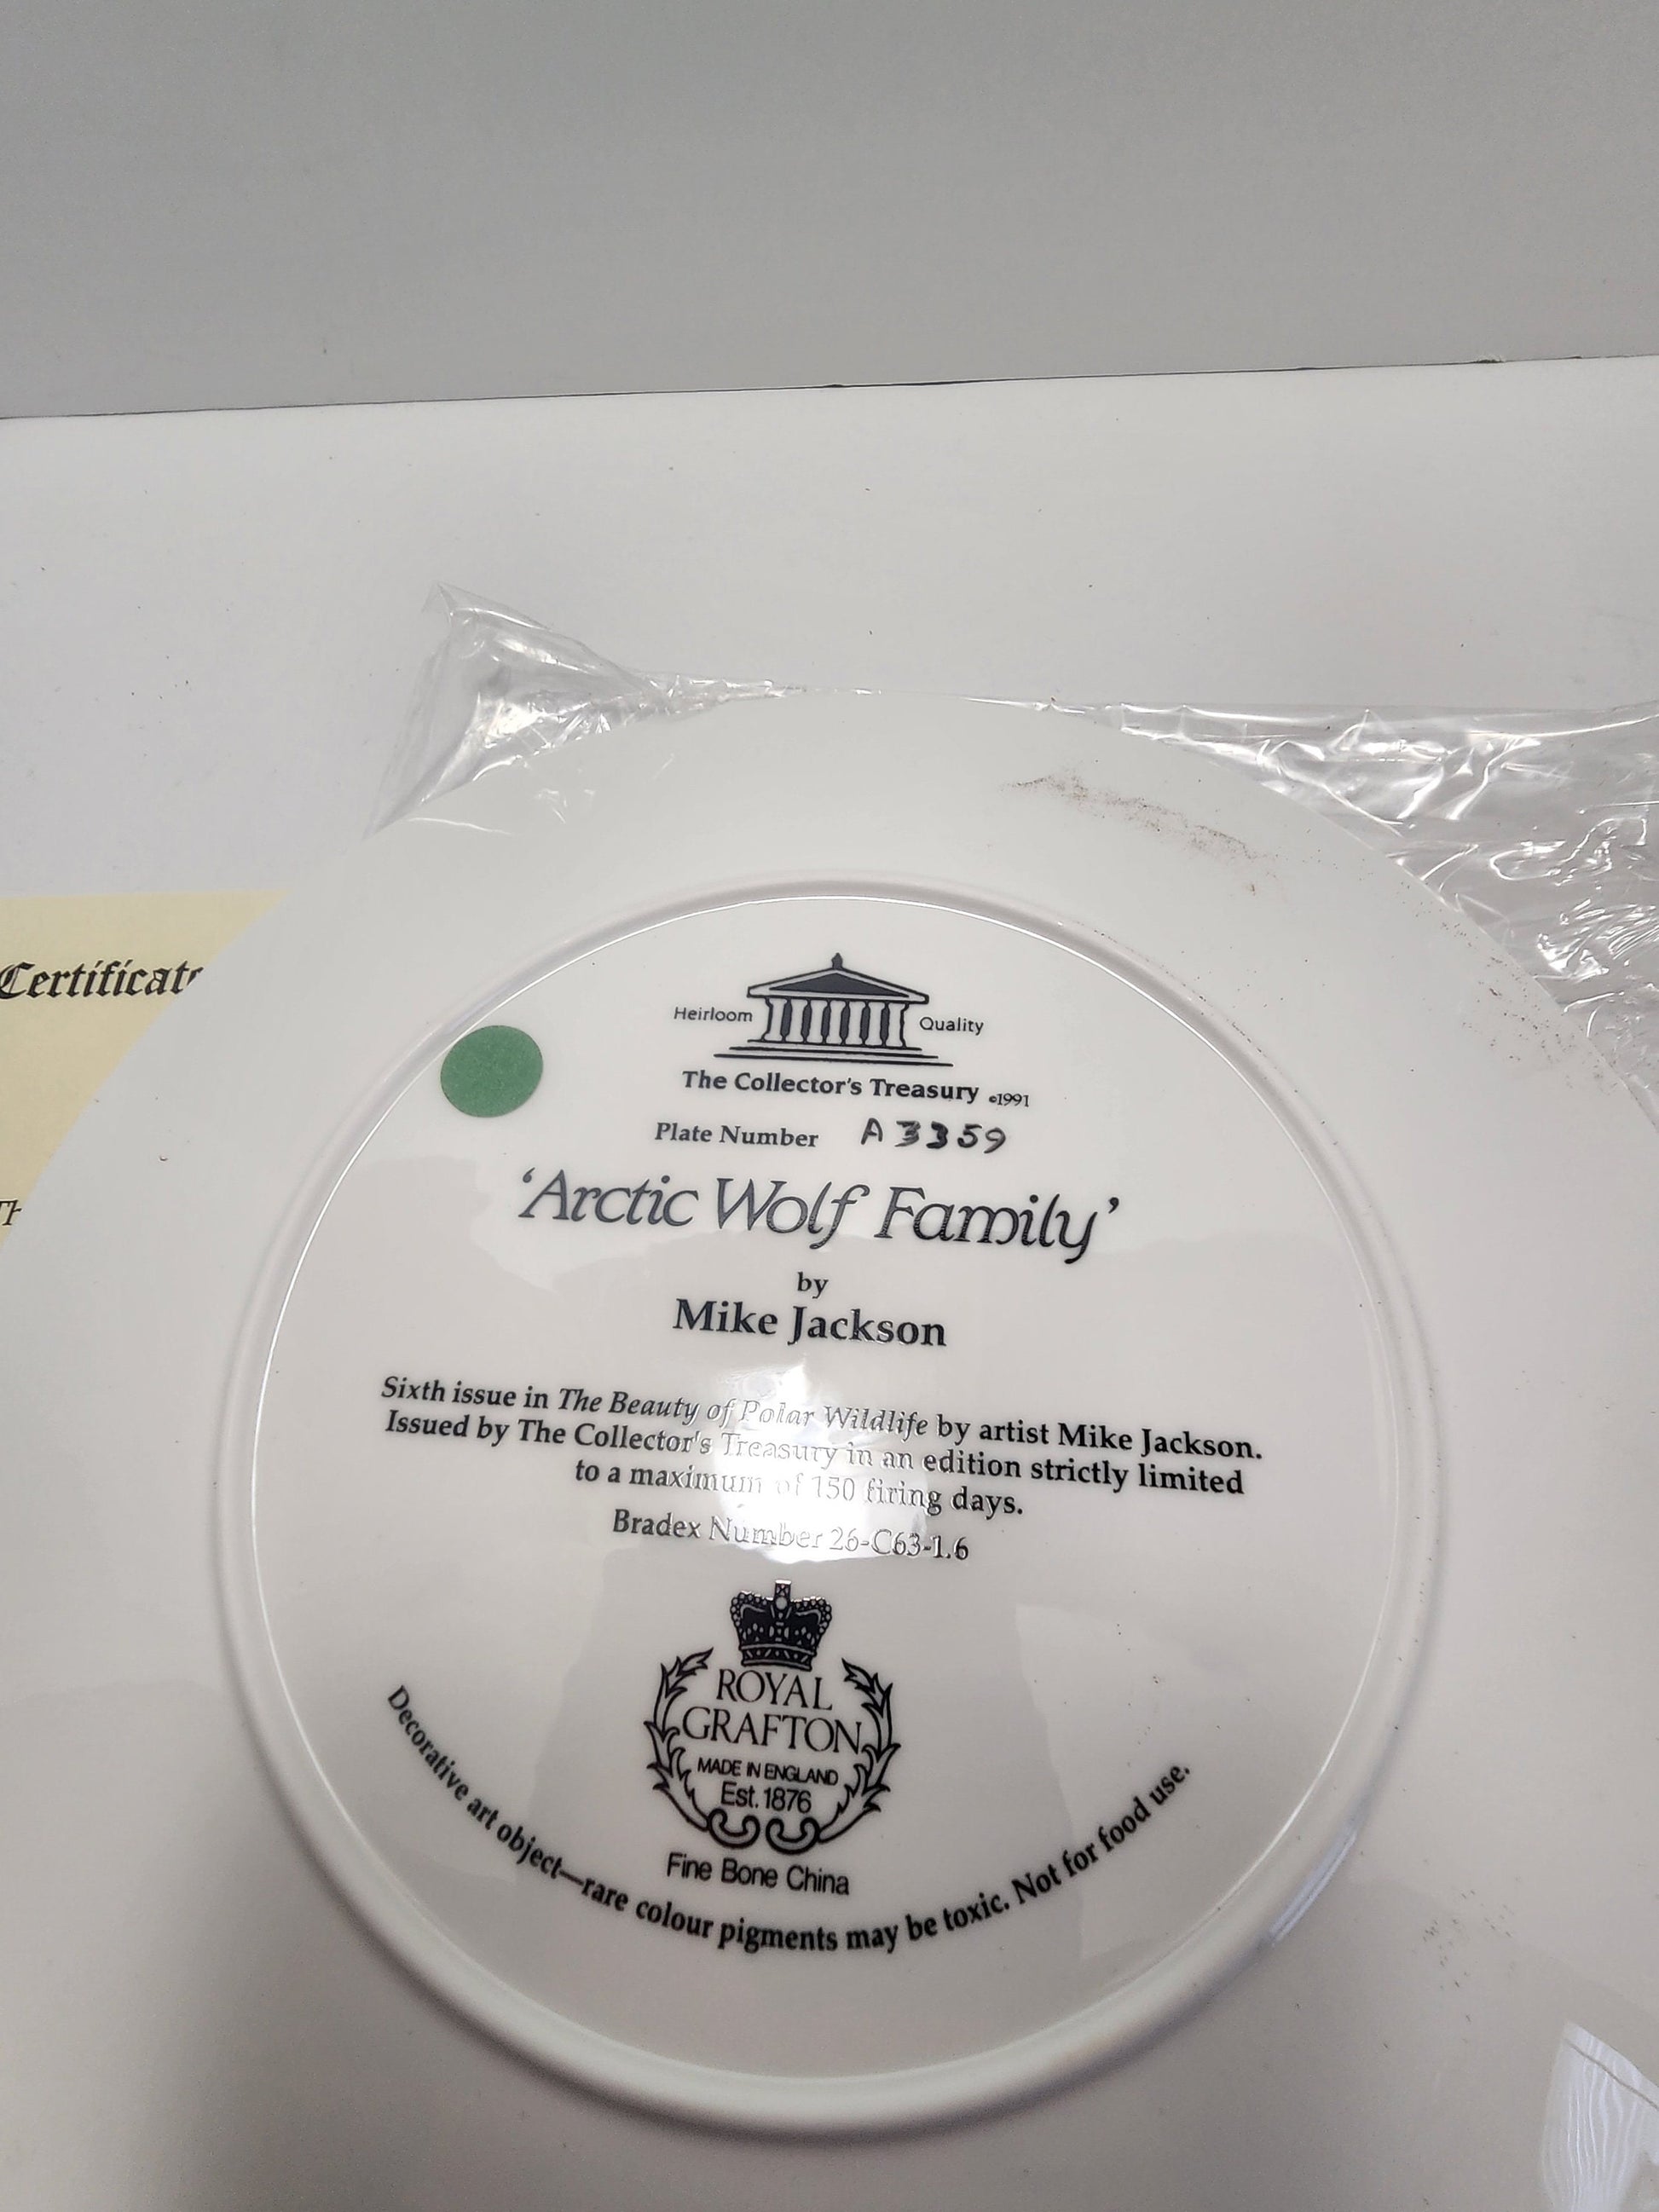 Certificat
Th
Heirloom Quality
The Collector's Treasury ©1991
Plate Number A3359
'Arctic Wolf Family'
by
Mike Jackson
Sixth issue in The Beauty of Polar Wildlife by artist Mike Jackson.
Issued by The Collector's Treasury in an edition strictly limited
to a maximum of 150 firing days.
Bradex Number 26-C63-1.6
ROYAL
GRAFTON
MADE IN ENGLAND
Est. 1876
Fine Bone China
Decorative art object—rare colour pigments may be toxic. Not for food use.